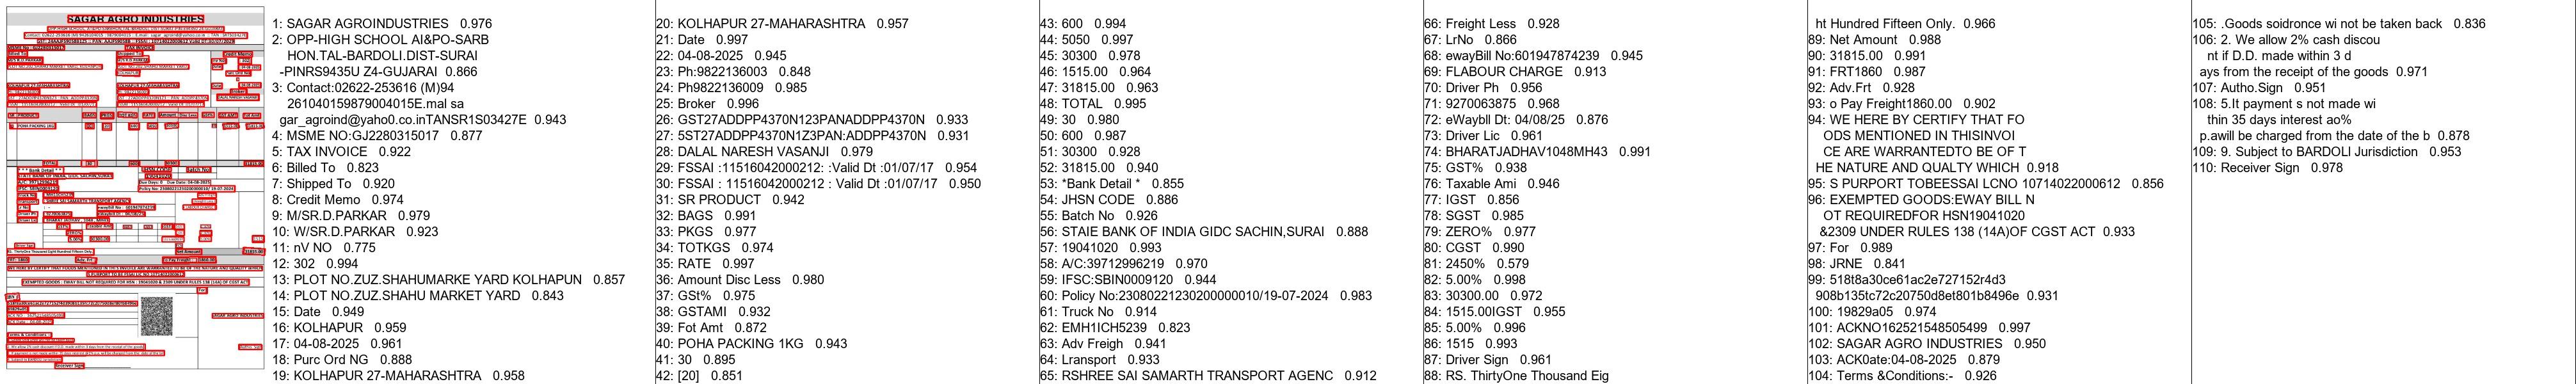 SAGAR AGRO INDUSTRIES
1: SAGAR AGROINDUSTRIES 0.976
2: OPP-HIGH SCHOOL AI&PO-SARB
HON.TAL-BARDOLI.DIST-SURAI
-PINRS9435U Z4-GUJARAI 0.866
3: Contact:02622-253616 (M)94
261040159879004015E.mal sa
gar_agroind@yaho0.co.inTANSR1S03427E 0.943
4: MSME NO:GJ2280315017 0.877
5: TAX INVOICE 0.922
6: Billed To 0.823
7: Shipped To 0.920
8: Credit Memo 0.974
9: M/SR.D.PARKAR 0.979
10: W/SR.D.PARKAR 0.923
11: nV NO 0.775
12: 302 0.994
13: PLOT NO.ZUZ.SHAHUMARKE YARD KOLHAPUN 0.857
14: PLOT NO.ZUZ.SHAHU MARKET YARD 0.843
15: Date 0.949
16: KOLHAPUR 0.959
17: 04-08-2025 0.961
18: Purc Ord NG 0.888
19: KOLHAPUR 27-MAHARASHTRA 0.958
20: KOLHAPUR 27-MAHARASHTRA 0.957
21: Date 0.997
22: 04-08-2025 0.945
23: Ph:9822136003 0.848
24: Ph9822136009 0.985
25: Broker 0.996
26: GST27ADDPP4370N123PANADDPP4370N 0.933
27: 5ST27ADDPP4370N1Z3PAN:ADDPP4370N 0.931
28: DALAL NARESH VASANJI 0.979
29: FSSAI :11516042000212: :Valid Dt :01/07/17 0.954
30: FSSAI : 11516042000212 : Valid Dt :01/07/17 0.950
31: SR PRODUCT 0.942
32: BAGS 0.991
33: PKGS 0.977
34: TOTKGS 0.974
35: RATE 0.997
36: Amount Disc Less 0.980
37: GSt% 0.975
38: GSTAMI 0.932
39: Fot Amt 0.872
40: POHA PACKING 1KG 0.943
41: 30 0.895
42: [20] 0.851
43: 600 0.994
44: 5050 0.997
45: 30300 0.978
46: 1515.00 0.964
47: 31815.00 0.963
48: TOTAL 0.995
49: 30 0.980
50: 600 0.987
51: 30300 0.928
52: 31815.00 0.940
53: *Bank Detail * 0.855
54: JHSN CODE 0.886
55: Batch No 0.926
56: STAIE BANK OF INDIA GIDC SACHIN,SURAI 0.888
57: 19041020 0.993
58: A/C:39712996219 0.970
59: IFSC:SBIN0009120 0.944
60: Policy No:23080221230200000010/19-07-2024 0.983
61: Truck No 0.914
62: EMH1ICH5239 0.823
63: Adv Freigh 0.941
64: Lransport 0.933
65: RSHREE SAI SAMARTH TRANSPORT AGENC 0.912
66: Freight Less 0.928
67: LrNo 0.866
68: ewayBill No:601947874239 0.945
69: FLABOUR CHARGE 0.913
70: Driver Ph 0.956
71: 9270063875 0.968
72: eWaybll Dt: 04/08/25 0.876
73: Driver Lic 0.961
74: BHARATJADHAV1048MH43 0.991
75: GST% 0.938
76: Taxable Ami 0.946
77: IGST 0.856
78: SGST 0.985
79: ZERO% 0.977
80: CGST 0.990
81: 2450% 0.579
82: 5.00% 0.998
83: 30300.00 0.972
84: 1515.00IGST 0.955
85: 5.00% 0.996
86: 1515 0.993
87: Driver Sign 0.961
88: RS. ThirtyOne Thousand Eig
ht Hundred Fifteen Only. 0.966
89: Net Amount 0.988
90: 31815.00 0.991
91: FRT1860 0.987
92: Adv.Frt 0.928
93: o Pay Freight1860.00 0.902
94: WE HERE BY CERTIFY THAT FO
ODS MENTIONED IN THISINVOI
CE ARE WARRANTEDTO BE OF T
HE NATURE AND QUALTY WHICH 0.918
95: S PURPORT TOBEESSAI LCNO 10714022000612 0.856
96: EXEMPTED GOODS:EWAY BILL N
OT REQUIREDFOR HSN19041020
&2309 UNDER RULES 138 (14A)OF CGST ACT 0.933
97: For 0.989
98: JRNE 0.841
99: 518t8a30ce61ac2e727152r4d3
908b135tc72c20750d8et801b8496e 0.931
100: 19829a05 0.974
101: ACKNO162521548505499 0.997
102: SAGAR AGRO INDUSTRIES 0.950
103: ACK0ate:04-08-2025 0.879
104: Terms &Conditions:- 0.926
105: .Goods soidronce wi not be taken back 0.836
106: 2. We allow 2% cash discou
nt if D.D. made within 3 d
ays from the receipt of the goods 0.971
107: Autho.Sign 0.951
108: 5.It payment s not made wi
thin 35 days interest ao%
p.awill be charged from the date of the b 0.878
109: 9. Subject to BARDOLI Jurisdiction 0.953
110: Receiver Sign 0.978